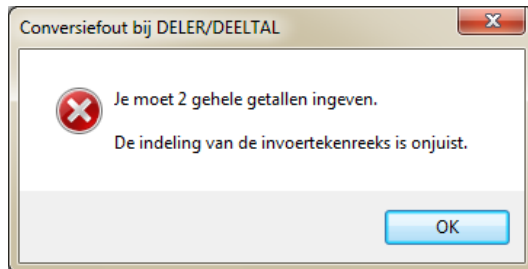 Conversiefout bij DELER/DEELTAL
Je moet 2 gehele getallen ingeven.
De indeling van de invoertekenreeks is onjuist.
OK